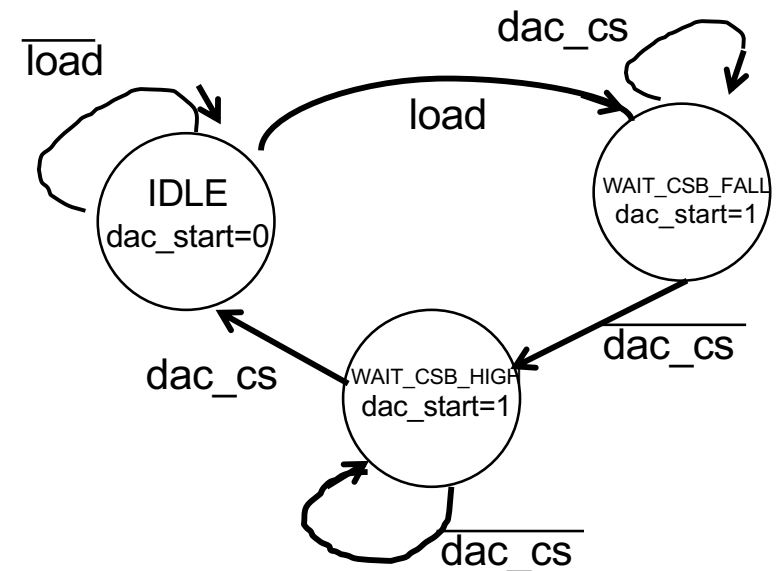 dac_cs
load
load
IDLE
dac_start=0
WAIT_CSB_FALL
dac_start=1
dac_cs
dac_cs
WAIT_CSB_HIGH
dac_start=1
dac_cs